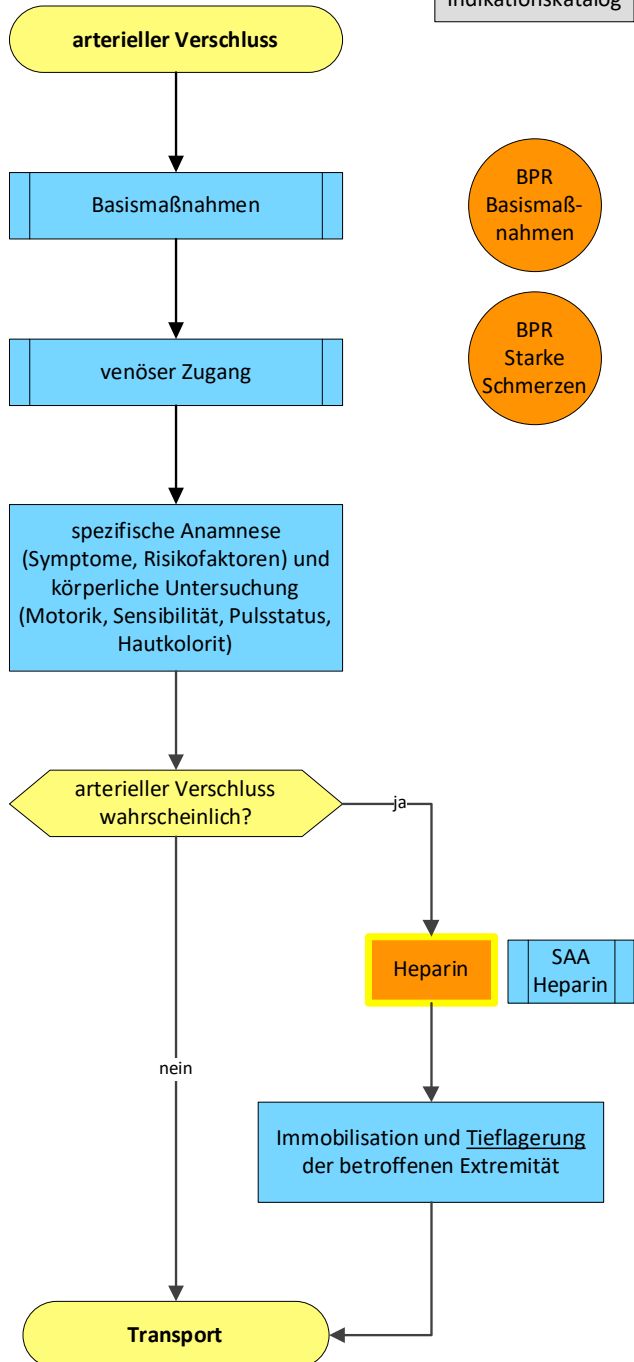 Indikationskatalog
arterieller Verschluss
Basismaßnahmen
BPR
Basismaß-
nahmen
venöser Zugang
BPR
Starke
Schmerzen
spezifische Anamnese
(Symptome, Risikofaktoren) und
körperliche Untersuchung
(Motorik, Sensibilität, Pulsstatus,
Hautkolorit)
arterieller Verschluss
wahrscheinlich?
ja
Heparin
SAA
Heparin
nein
Immobilisation und Tieflagerung
der betroffenen Extremität
Transport